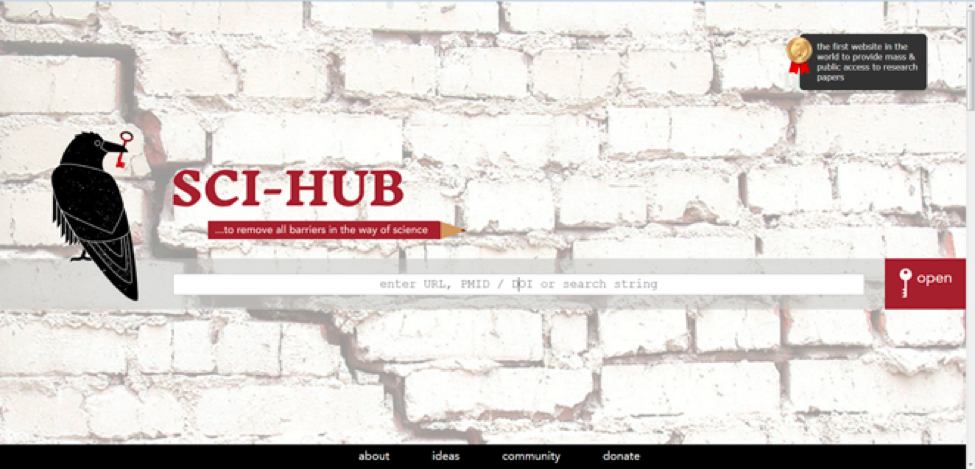 the first website in the
world to provide mass &
public access to research
papers
SCI-HUB
...to remove all barriers in the way of science
enter URL, PMID / DOI or search string
open
about ideas community donate